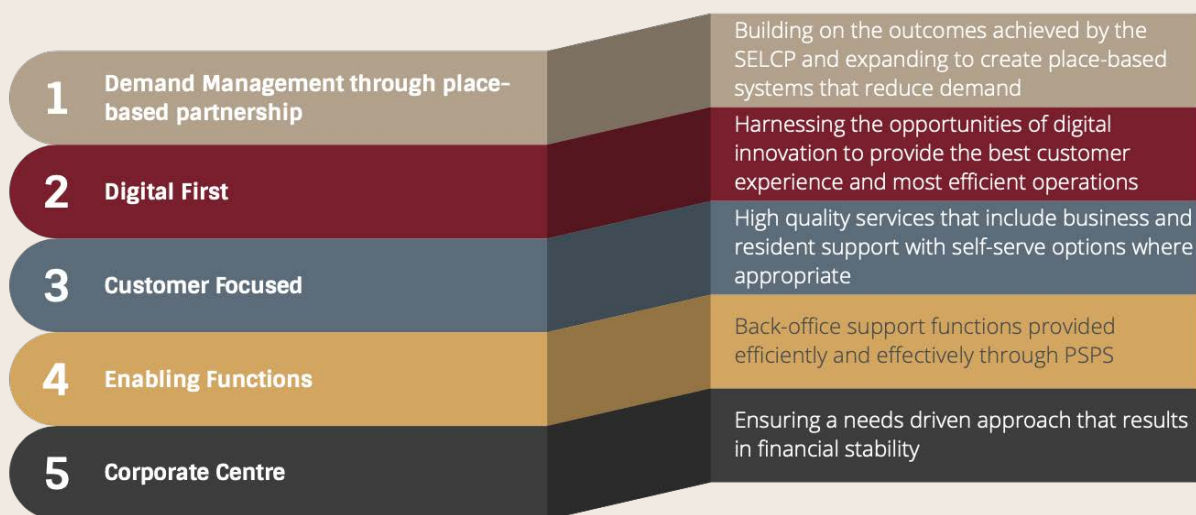 1
Demand Management through place-
based partnership
Building on the outcomes achieved by the
SELCP and expanding to create place-based
systems that reduce demand
2
Digital First
Harnessing the opportunities of digital
innovation to provide the best customer
experience and most efficient operations
3
Customer Focused
High quality services that include business and
resident support with self-serve options where
appropriate
4
Enabling Functions
Back-office support functions provided
efficiently and effectively through PSPS
5
Corporate Centre
Ensuring a needs driven approach that results
in financial stability